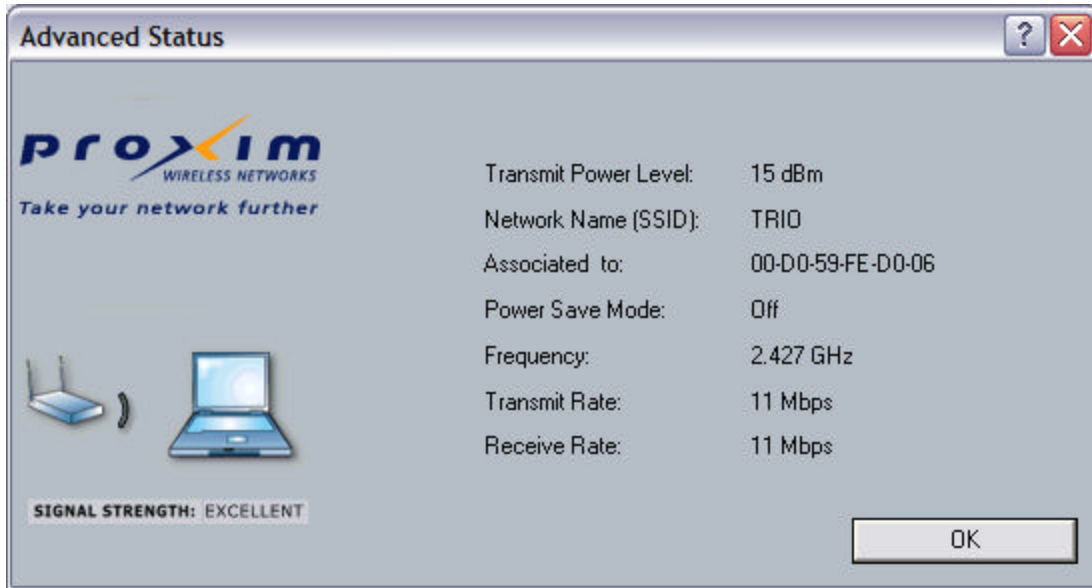 Advanced Status
?
proxim
WIRELESS NETWORKS
Take your network further
Transmit Power Level: 15 dBm
Network Name (SSID): TRIO
Associated to: 00-D0-59-FE-D0-06
Power Save Mode: Off
Frequency: 2.427 GHz
Transmit Rate: 11 Mbps
Receive Rate: 11 Mbps
SIGNAL STRENGTH: EXCELLENT
OK